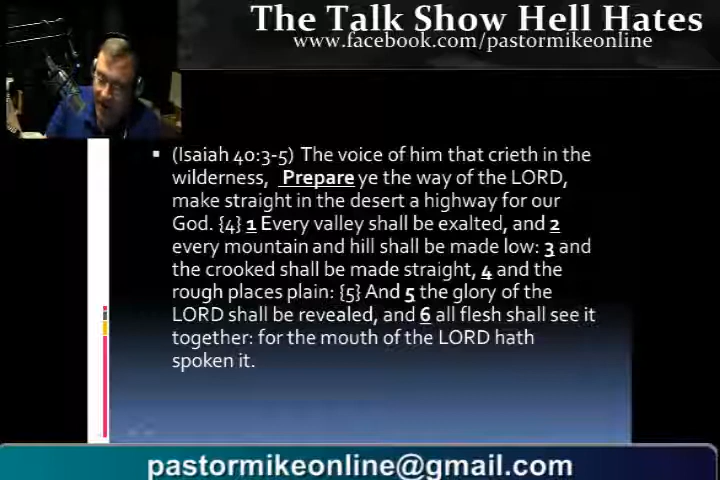 The Talk Show Hell Hates
www.facebook.com/pastormikeonline
(Isaiah 40:3-5) The voice of him that crieth in the
wilderness, Prepare ye the way of the LORD,
make straight in the desert a highway for our
God. {4} 1 Every valley shall be exalted, and 2
every mountain and hill shall be made low: 3 and
the crooked shall be made straight, 4 and the
rough places plain: {5} And 5 the glory of the
LORD shall be revealed, and 6 all flesh shall see it
together: for the mouth of the LORD hath
spoken it.
pastormikeonline@gmail.com